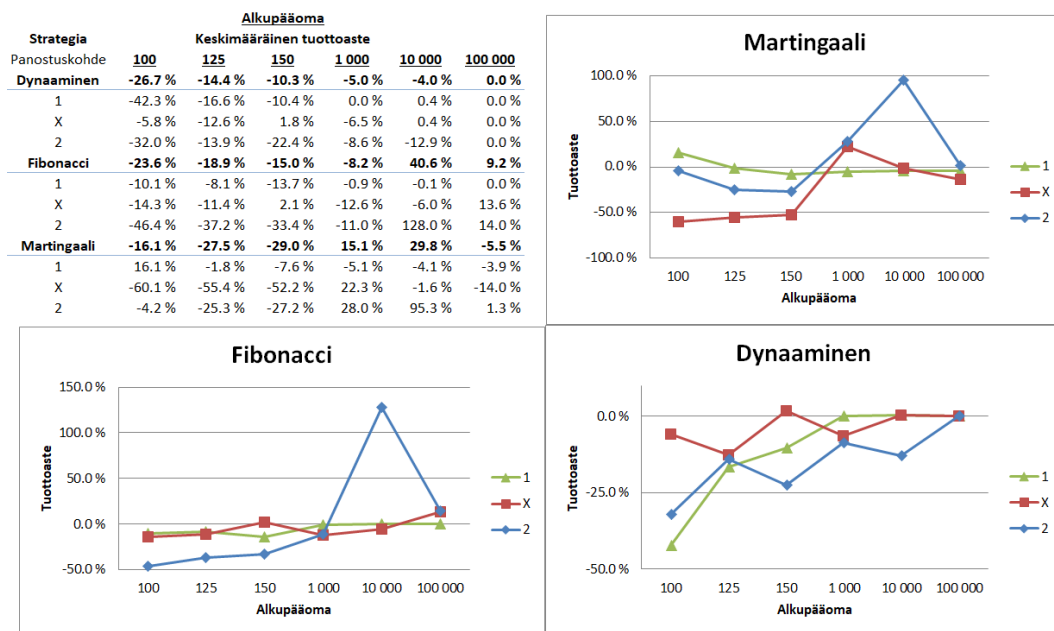 Alkupääoma
Strategia Keskimääräinen tuottoaste
Panostuskohde 100 125 150 1 000 10 000 100 000
Dynaaminen -26.7 % -14.4 % -10.3 % -5.0 % -4.0 % 0.0 %
1 -42.3 % -16.6 % -10.4 % 0.0 % 0.4 % 0.0 %
X -5.8 % -12.6 % 1.8 % -6.5 % 0.4 % 0.0 %
2 -32.0 % -13.9 % -22.4 % -8.6 % -12.9 % 0.0 %
Fibonacci -23.6 % -18.9 % -15.0 % -8.2 % 40.6 % 9.2 %
1 -10.1 % -8.1 % -13.7 % -0.9 % -0.1 % 0.0 %
X -14.3 % -11.4 % 2.1 % -12.6 % -6.0 % 13.6 %
2 -46.4 % -37.2 % -33.4 % -11.0 % 128.0 % 14.0 %
Martingaali -16.1 % -27.5 % -29.0 % 15.1 % 29.8 % -5.5 %
1 16.1 % -1.8 % -7.6 % -5.1 % -4.1 % -3.9 %
X -60.1 % -55.4 % -52.2 % 22.3 % -1.6 % -14.0 %
2 -4.2 % -25.3 % -27.2 % 28.0 % 95.3 % 1.3 %
Martingaali
100.0 %
50.0 %
0.0 %
-50.0 %
-100.0 %
Tuottoaste
100 125 150 1 000 10 000 100 000
Alkupääoma
1
X
2
Fibonacci
150.0 %
100.0 %
50.0 %
0.0 %
-50.0 %
Tuottoaste
100 125 150 1 000 10 000 100 000
Alkupääoma
1
X
2
Dynaaminen
0.0 %
-25.0 %
-50.0 %
Tuottoaste
100 125 150 1 000 10 000 100 000
Alkupääoma
1
X
2